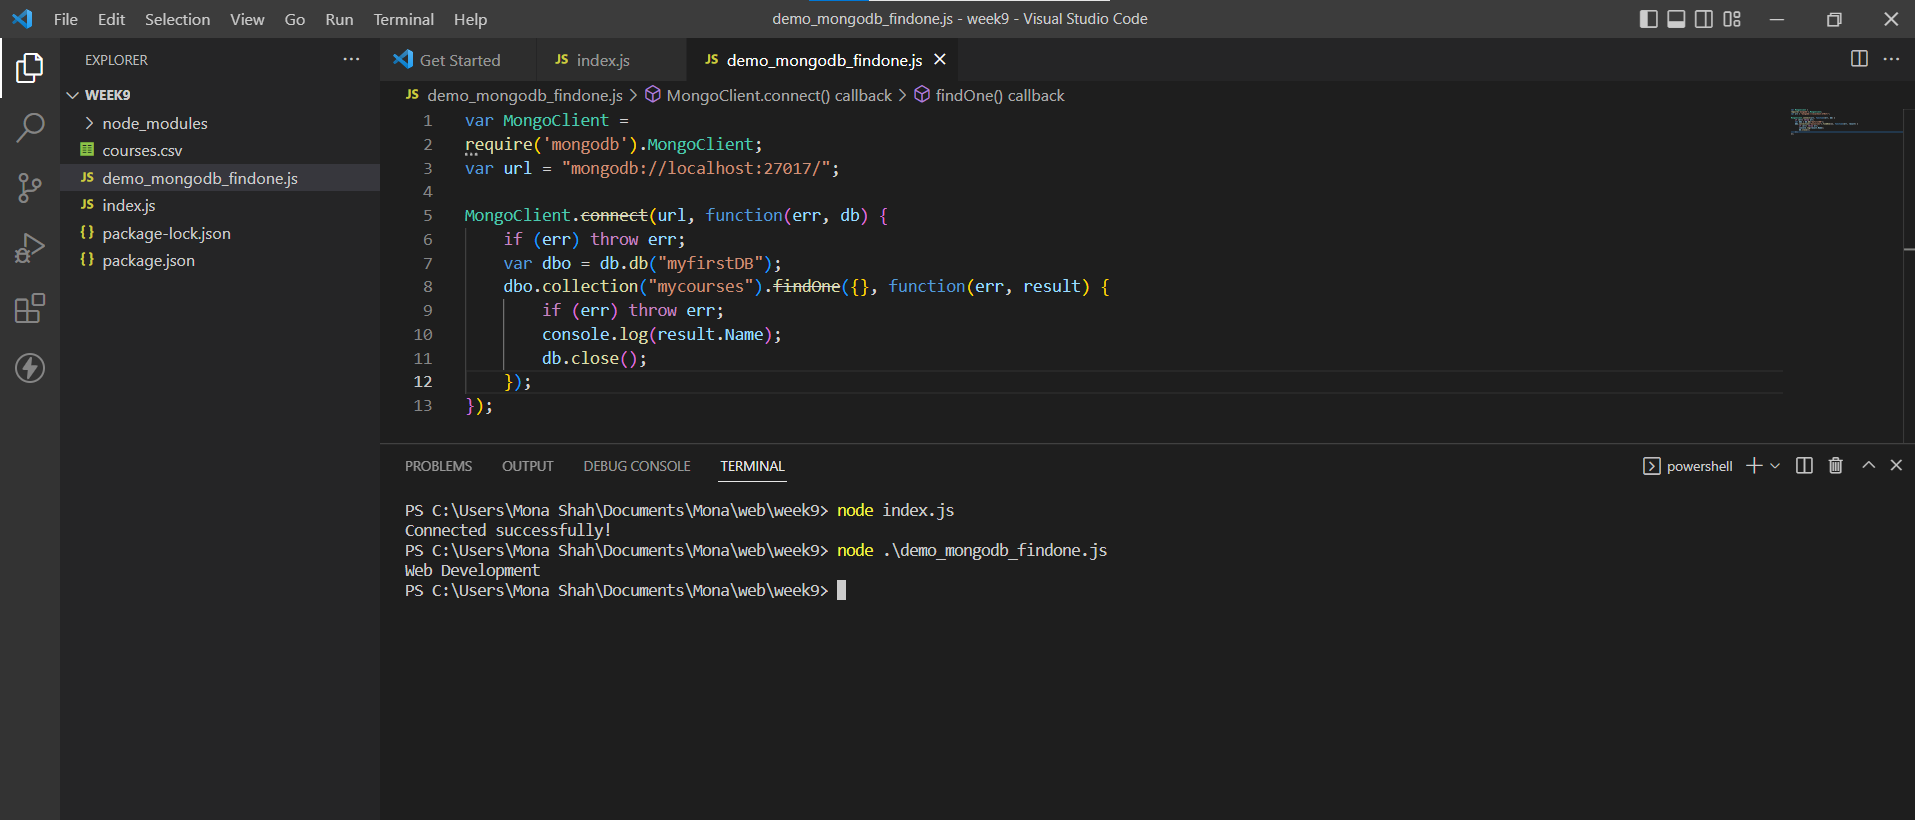 File Edit Selection View Go Run Terminal Help
demo_mongodb_findone.js - week9 - Visual Studio Code
EXPLORER
WEEK9
node_modules
courses.csv
JS demo_mongodb_findone.js
JS index.js
{} package-lock.json
{} package.json
Get Started
JS index.js
JS demo_mongodb_findone.js
JS demo_mongodb_findone.js > MongoClient.connect() callback > findOne() callback
1 var MongoClient =
2 require('mongodb').MongoClient;
3 var url = "mongodb://localhost:27017/";
4
5 MongoClient.connect(url, function(err, db) {
6 if (err) throw err;
7 var dbo = db.db("myfirstDB");
8 dbo.collection("mycourses").findOne({}, function(err, result) {
9 if (err) throw err;
10 console.log(result.Name);
11 db.close();
12 });
13 });
PROBLEMS OUTPUT DEBUG CONSOLE TERMINAL
powershell
PS C:\Users\Mona Shah\Documents\Mona\web\week9> node index.js
Connected successfully!
PS C:\Users\Mona Shah\Documents\Mona\web\week9> node .\demo_mongodb_findone.js
Web Development
PS C:\Users\Mona Shah\Documents\Mona\web\week9>